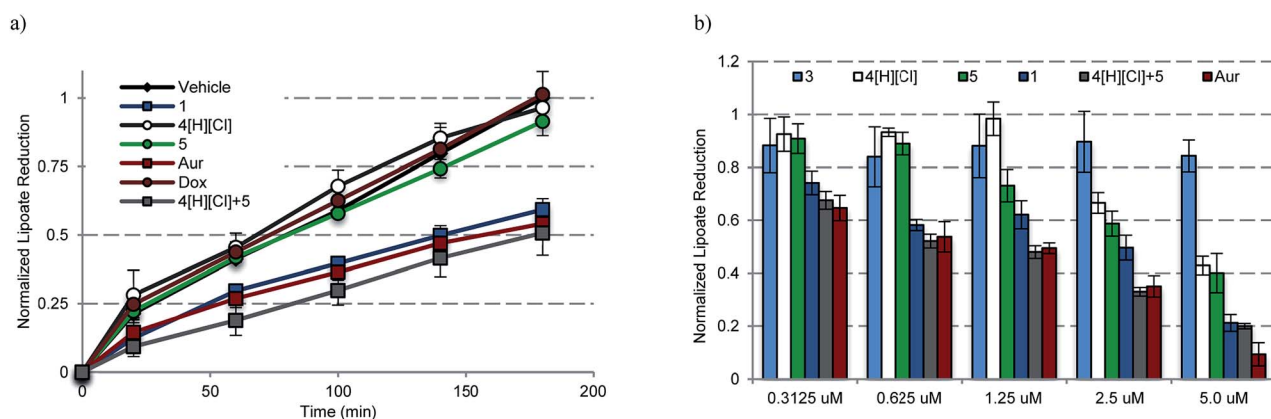 a)
Normalized Lipoate Reduction
1
0.75
0.5
0.25
0
Vehicle
1
4[H][Cl]
5
Aur
Dox
4[H][Cl]+5
0 50 100 150 200
Time (min)
b)
Normalized Lipoate Reduction
1.2
1
0.8
0.6
0.4
0.2
0
3 4[H][Cl] 5 1 4[H][Cl]+5 Aur
0.3125 uM 0.625 uM 1.25 uM 2.5 uM 5.0 uM